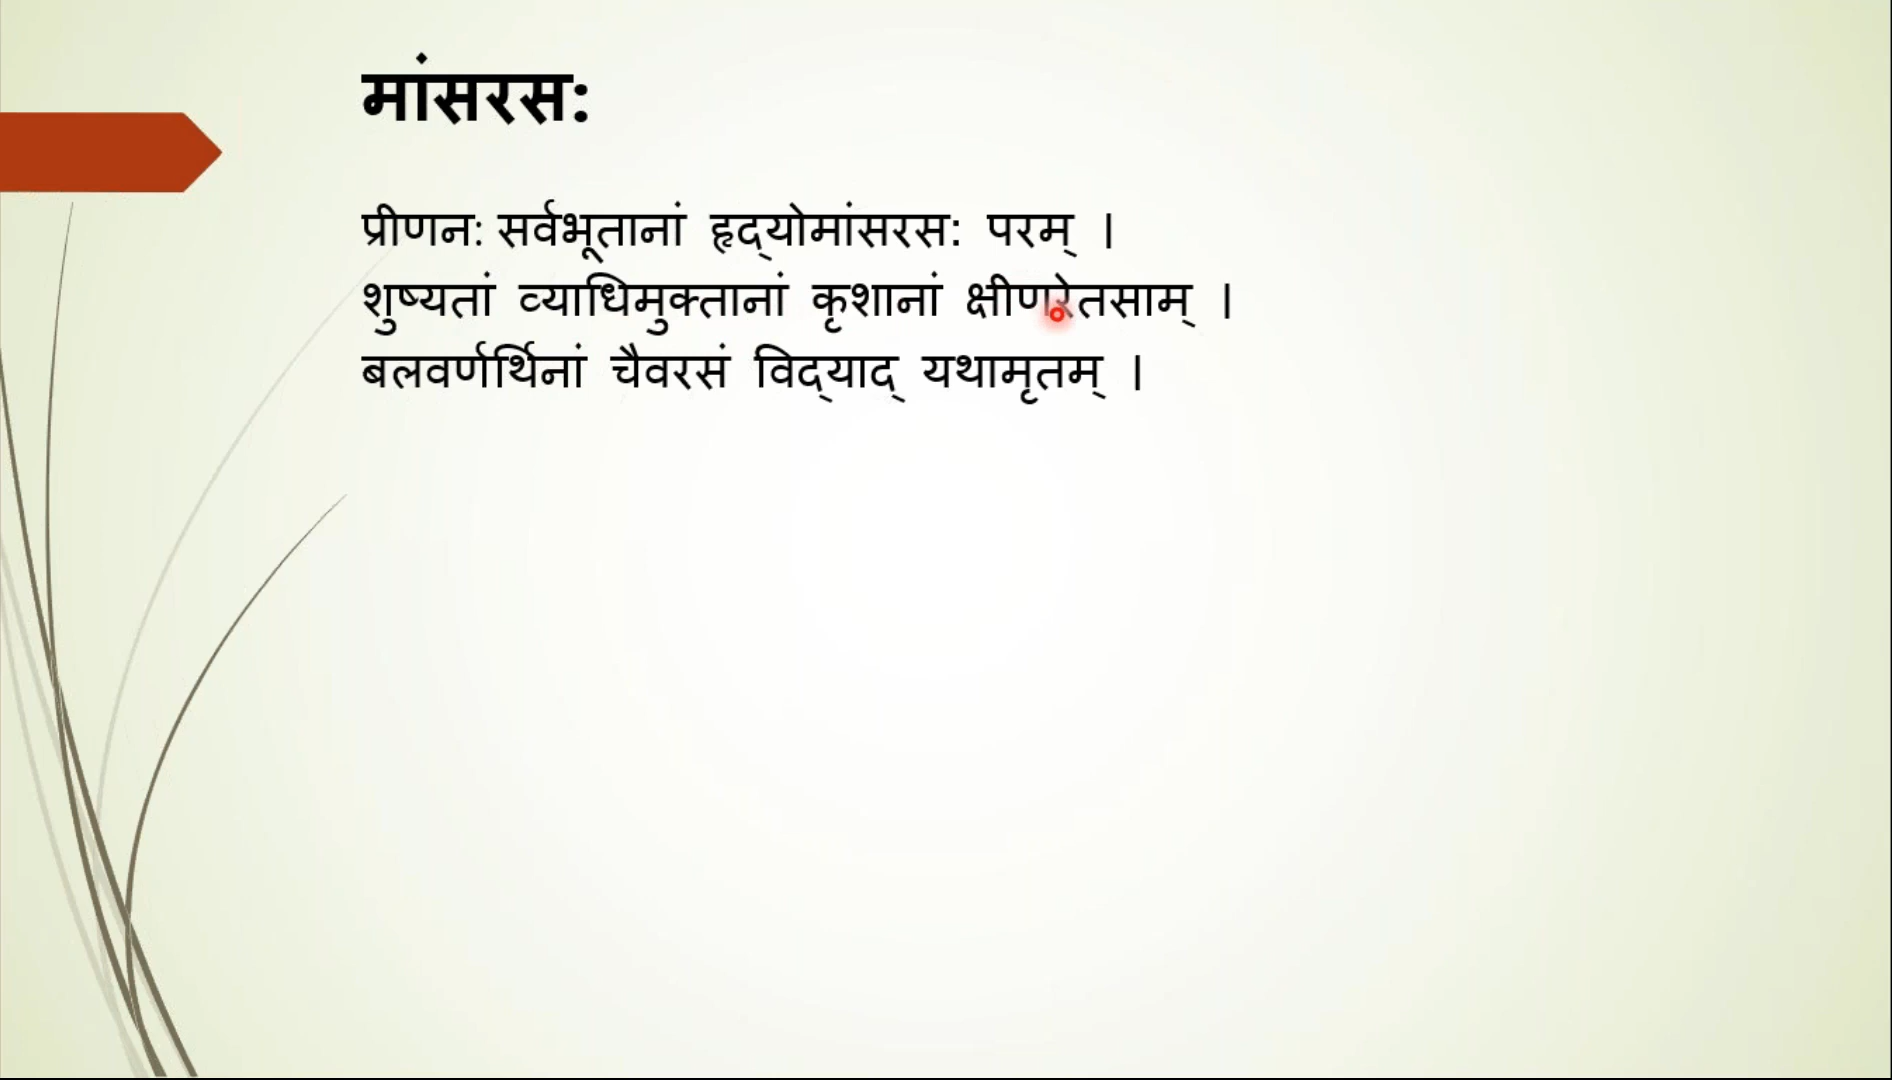 मांसरस:
प्रीणनः सर्वभूतानां हृद्योमांसरस: परम् ।
शुष्यतां व्याधिमुक्तानां कृशानां क्षीणरेतसाम् ।
बलवर्णर्थिनां चैवरसं विद्याद् यथामृतम् ।